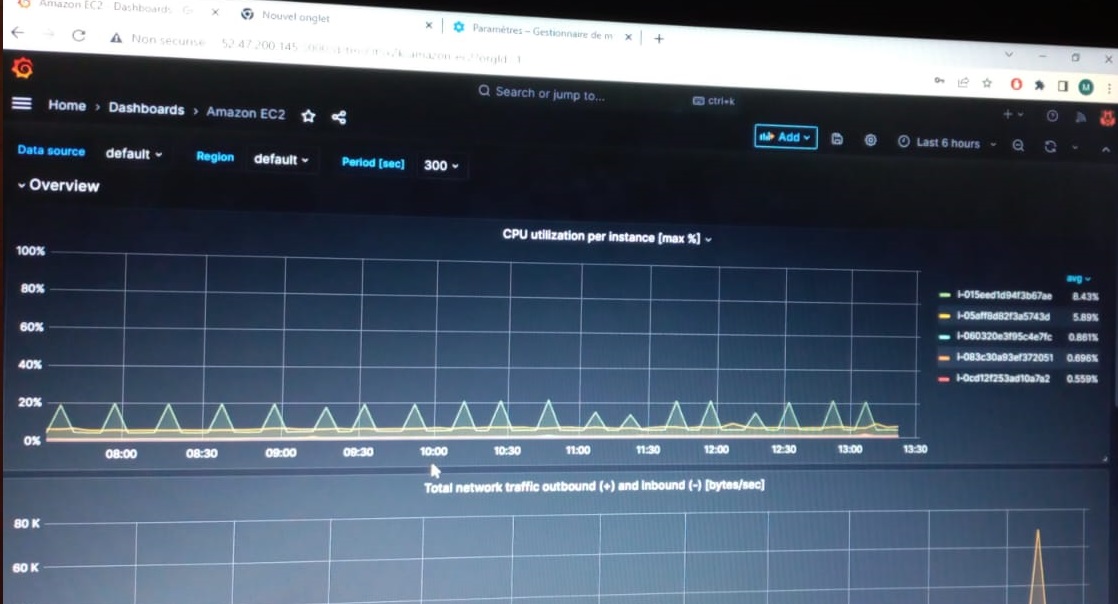 Amazon EC2 - Dashboards - G
Nouvel onglet
Paramètres – Gestionnaire de m
Non sécurisé
52.47.200.145
Home › Dashboards › Amazon EC2
Search or jump to...
ctrl+k
Add
Last 6 hours
Data source default
Region default
Period [sec] 300
Overview
CPU utilization per instance [max %]
100%
80%
60%
40%
20%
0%
08:00 08:30 09:00 09:30 10:00 10:30 11:00 11:30 12:00 12:30 13:00 13:30
avg
i-015eed1d94f3b67ae 8.43%
i-05aff8d82f3a5743d 5.89%
i-060320e3f95c4e7fc 0.861%
i-083c30a93ef372051 0.696%
i-0cd12f253ad10a7a2 0.559%
Total network traffic outbound (+) and inbound (-) [bytes/sec]
80 K
60 K
M